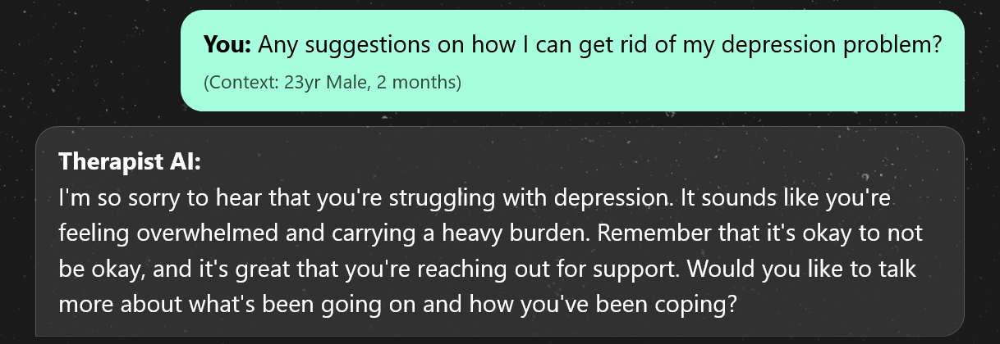 You: Any suggestions on how I can get rid of my depression problem?
(Context: 23yr Male, 2 months)
Therapist AI:
I'm so sorry to hear that you're struggling with depression. It sounds like you're
feeling overwhelmed and carrying a heavy burden. Remember that it's okay to not
be okay, and it's great that you're reaching out for support. Would you like to talk
more about what's been going on and how you've been coping?